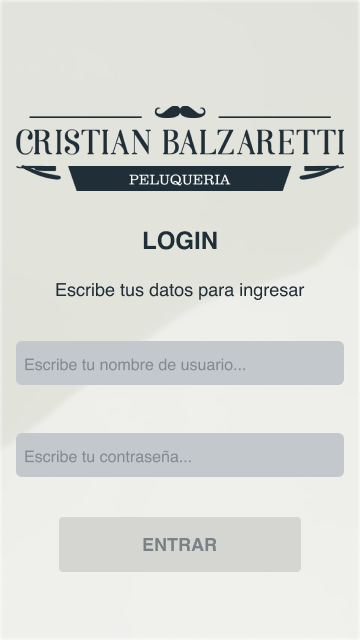 CRISTIAN BALZARETTI
PELUQUERIA
LOGIN
Escribe tus datos para ingresar
Escribe tu nombre de usuario...
Escribe tu contraseña...
ENTRAR